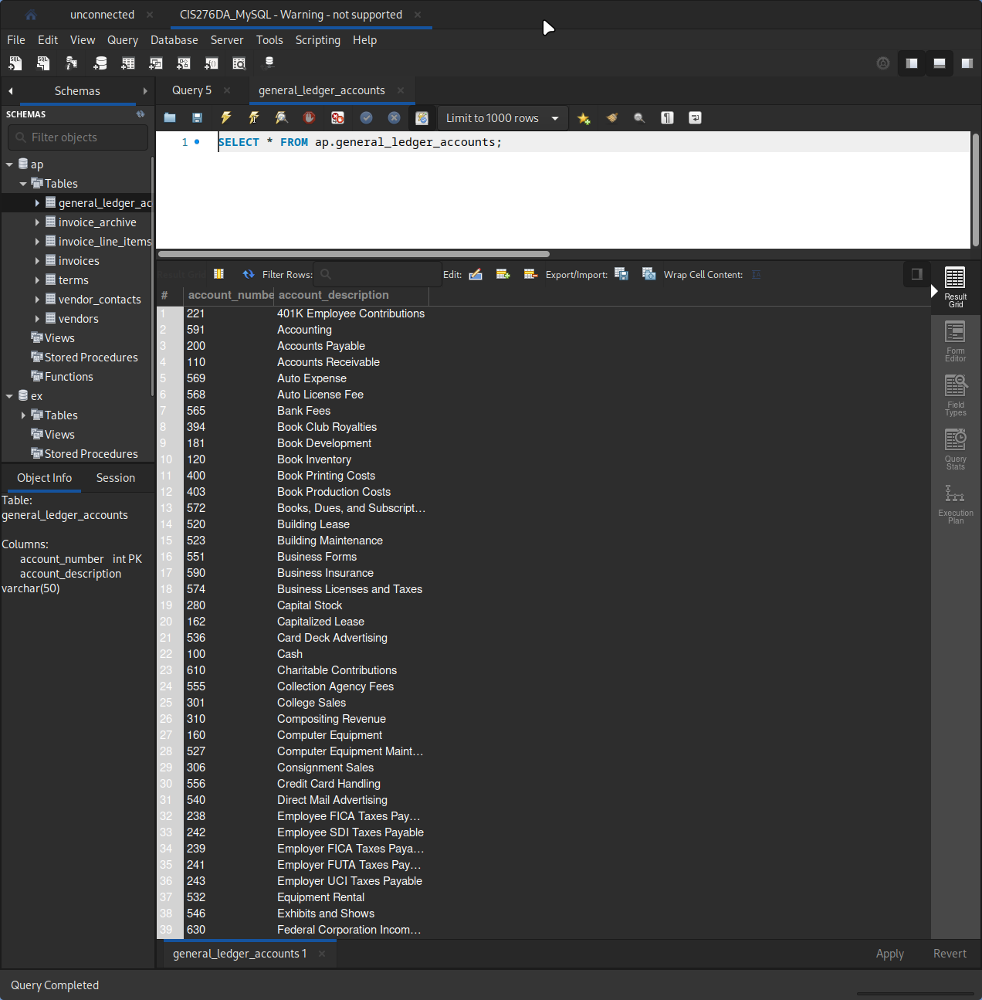 unconnected
CIS276DA_MySQL - Warning - not supported
File Edit View Query Database Server Tools Scripting Help
Schemas
Query 5
general_ledger_accounts
SCHEMAS
Limit to 1000 rows
Filter objects
1 SELECT * FROM ap.general_ledger_accounts;
ap
Tables
general_ledger_ac
invoice_archive
invoice_line_items
invoices
terms
vendor_contacts
vendors
Views
Stored Procedures
Functions
ex
Tables
Views
Stored Procedures
Object Info Session
Table:
general_ledger_accounts
Columns:
account_number int PK
account_description
varchar(50)
Filter Rows: Edit: Export/Import: Wrap Cell Content:
# account_numbe account_description
1 221 401K Employee Contributions
2 591 Accounting
3 200 Accounts Payable
4 110 Accounts Receivable
5 569 Auto Expense
6 568 Auto License Fee
7 565 Bank Fees
8 394 Book Club Royalties
9 181 Book Development
10 120 Book Inventory
11 400 Book Printing Costs
12 403 Book Production Costs
13 572 Books, Dues, and Subscript...
14 520 Building Lease
15 523 Building Maintenance
16 551 Business Forms
17 590 Business Insurance
18 574 Business Licenses and Taxes
19 280 Capital Stock
20 162 Capitalized Lease
21 536 Card Deck Advertising
22 100 Cash
23 610 Charitable Contributions
24 555 Collection Agency Fees
25 301 College Sales
26 310 Compositing Revenue
27 160 Computer Equipment
28 527 Computer Equipment Maint...
29 306 Consignment Sales
30 556 Credit Card Handling
31 540 Direct Mail Advertising
32 238 Employee FICA Taxes Pay...
33 242 Employee SDI Taxes Payable
34 239 Employer FICA Taxes Paya...
35 241 Employer FUTA Taxes Pay...
36 243 Employer UCI Taxes Payable
37 532 Equipment Rental
38 546 Exhibits and Shows
39 630 Federal Corporation Incom...
Result
Grid
Form
Editor
Field
Types
Query
Stats
Execution
Plan
general_ledger_accounts 1
Apply Revert
Query Completed